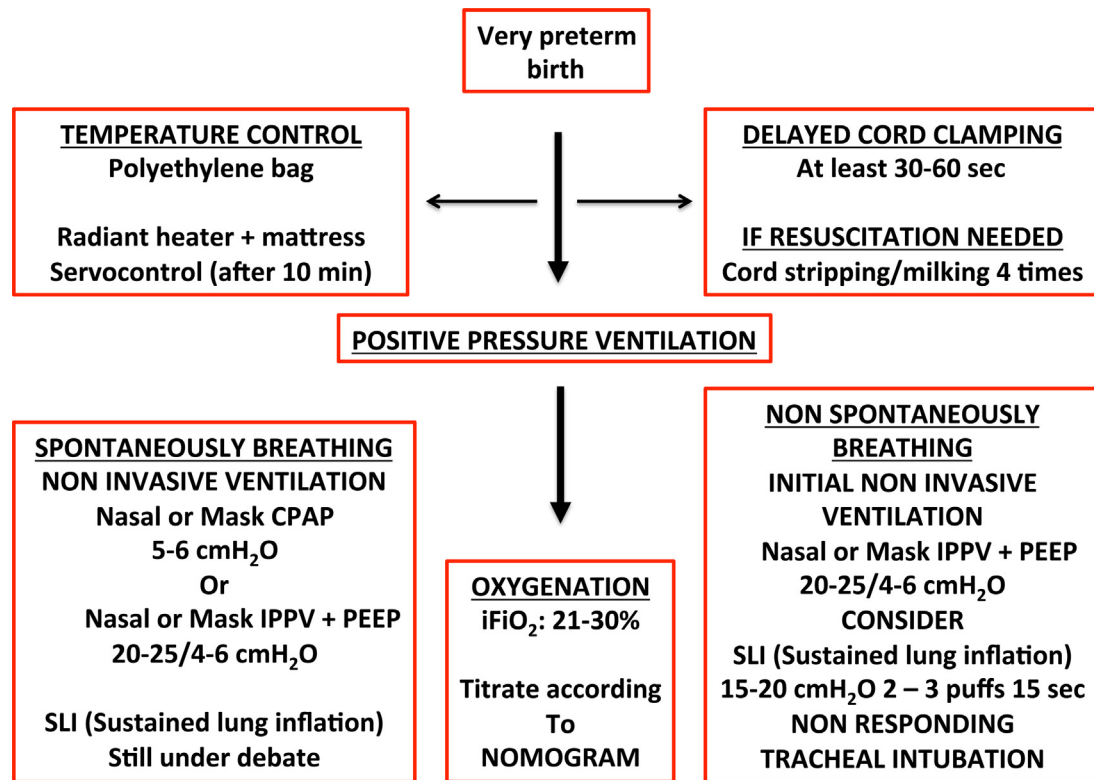 Very preterm
birth
TEMPERATURE CONTROL
Polyethylene bag
Radiant heater + mattress
Servocontrol (after 10 min)
DELAYED CORD CLAMPING
At least 30-60 sec
IF RESUSCITATION NEEDED
Cord stripping/milking 4 times
POSITIVE PRESSURE VENTILATION
SPONTANEOUSLY BREATHING
NON INVASIVE VENTILATION
Nasal or Mask CPAP
5-6 cmH₂O
Or
Nasal or Mask IPPV + PEEP
20-25/4-6 cmH₂O
SLI (Sustained lung inflation)
Still under debate
OXYGENATION
iFiO₂: 21-30%
Titrate according
To
NOMOGRAM
NON SPONTANEOUSLY
BREATHING
INITIAL NON INVASIVE
VENTILATION
Nasal or Mask IPPV + PEEP
20-25/4-6 cmH₂O
CONSIDER
SLI (Sustained lung inflation)
15-20 cmH₂O 2 – 3 puffs 15 sec
NON RESPONDING
TRACHEAL INTUBATION